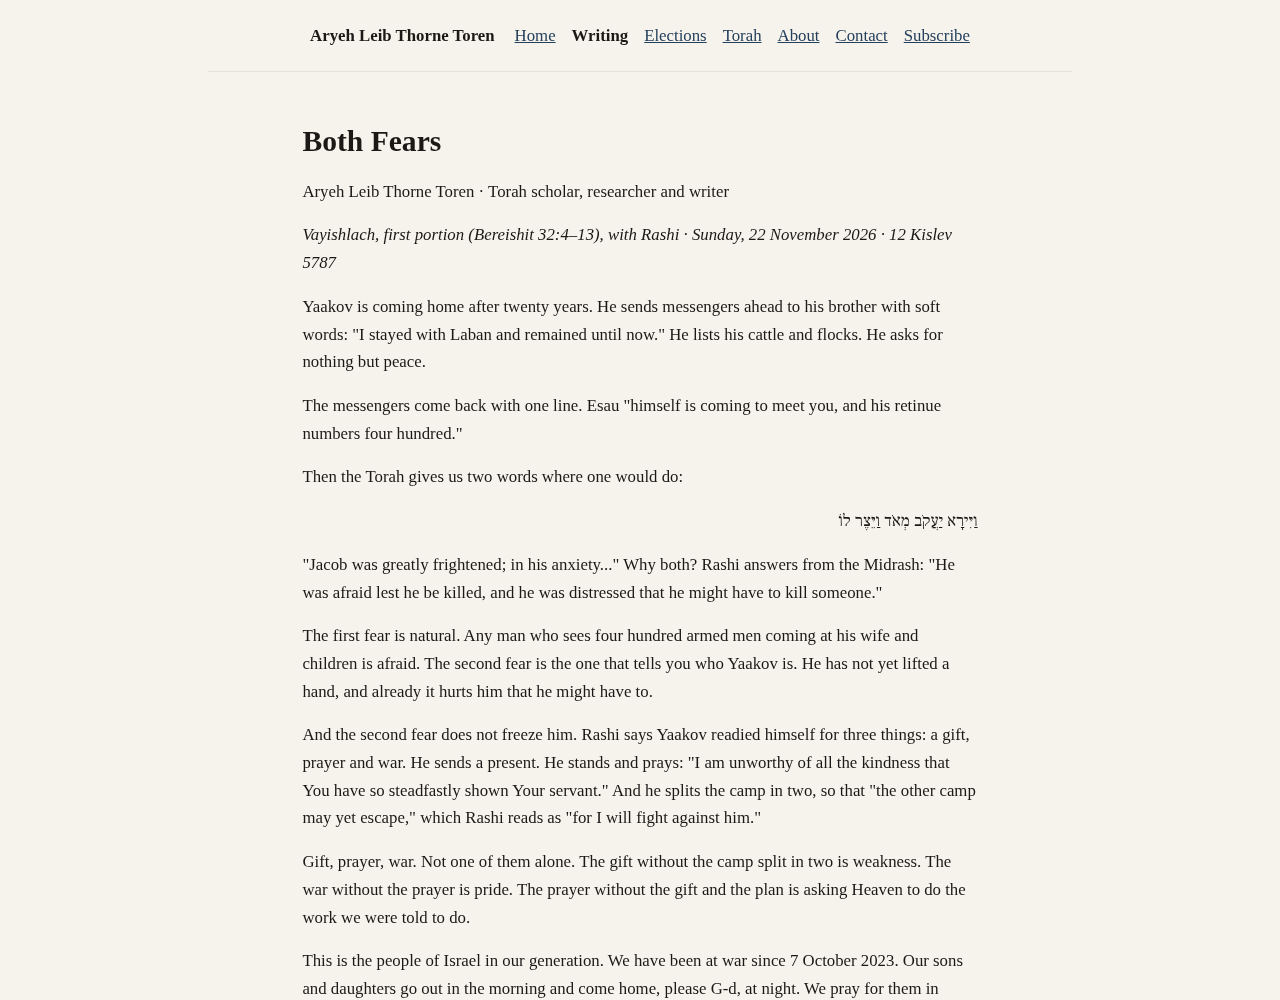 Aryeh Leib Thorne Toren Home Writing Elections Torah About Contact Subscribe
Both Fears
Aryeh Leib Thorne Toren · Torah scholar, researcher and writer
Vayishlach, first portion (Bereishit 32:4–13), with Rashi · Sunday, 22 November 2026 · 12 Kislev
5787
Yaakov is coming home after twenty years. He sends messengers ahead to his brother with soft
words: "I stayed with Laban and remained until now." He lists his cattle and flocks. He asks for
nothing but peace.
The messengers come back with one line. Esau "himself is coming to meet you, and his retinue
numbers four hundred."
Then the Torah gives us two words where one would do:
וַיִּירָא יַעֲקֹב מְאֹד וַיֵּצֶר לוֹ
"Jacob was greatly frightened; in his anxiety..." Why both? Rashi answers from the Midrash: "He
was afraid lest he be killed, and he was distressed that he might have to kill someone."
The first fear is natural. Any man who sees four hundred armed men coming at his wife and
children is afraid. The second fear is the one that tells you who Yaakov is. He has not yet lifted a
hand, and already it hurts him that he might have to.
And the second fear does not freeze him. Rashi says Yaakov readied himself for three things: a gift,
prayer and war. He sends a present. He stands and prays: "I am unworthy of all the kindness that
You have so steadfastly shown Your servant." And he splits the camp in two, so that "the other camp
may yet escape," which Rashi reads as "for I will fight against him."
Gift, prayer, war. Not one of them alone. The gift without the camp split in two is weakness. The
war without the prayer is pride. The prayer without the gift and the plan is asking Heaven to do the
work we were told to do.
This is the people of Israel in our generation. We have been at war since 7 October 2023. Our sons
and daughters go out in the morning and come home, please G-d, at night. We pray for them in